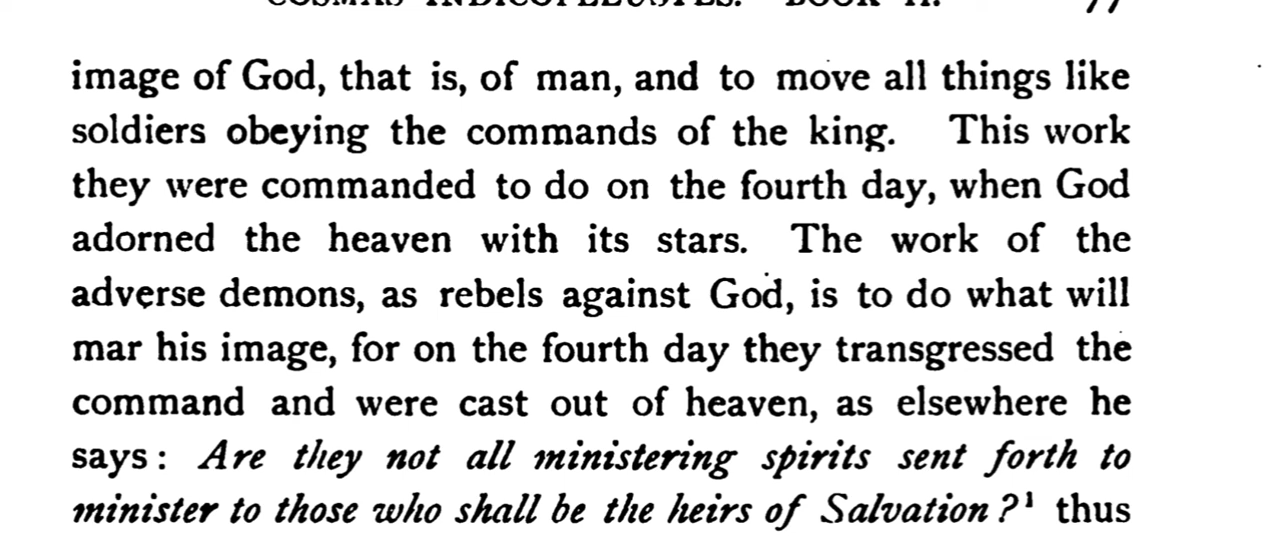 COSMAS INDICOPLEUSTES. BOOK II. 77
image of God, that is, of man, and to move all things like
soldiers obeying the commands of the king. This work
they were commanded to do on the fourth day, when God
adorned the heaven with its stars. The work of the
adverse demons, as rebels against God, is to do what will
mar his image, for on the fourth day they transgressed the
command and were cast out of heaven, as elsewhere he
says : Are they not all ministering spirits sent forth to
minister to those who shall be the heirs of Salvation ?¹ thus